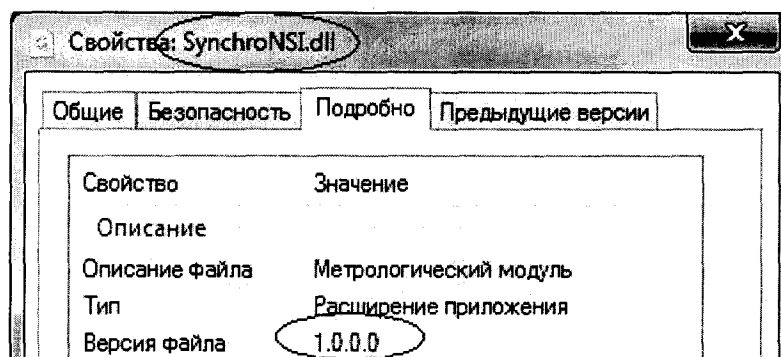 Свойства: SynchroNSI.dll
Общие Безопасность Подробно Предыдущие версии
Свойство Значение
Описание
Описание файла Метрологический модуль
Тип Расширение приложения
Версия файла 1.0.0.0